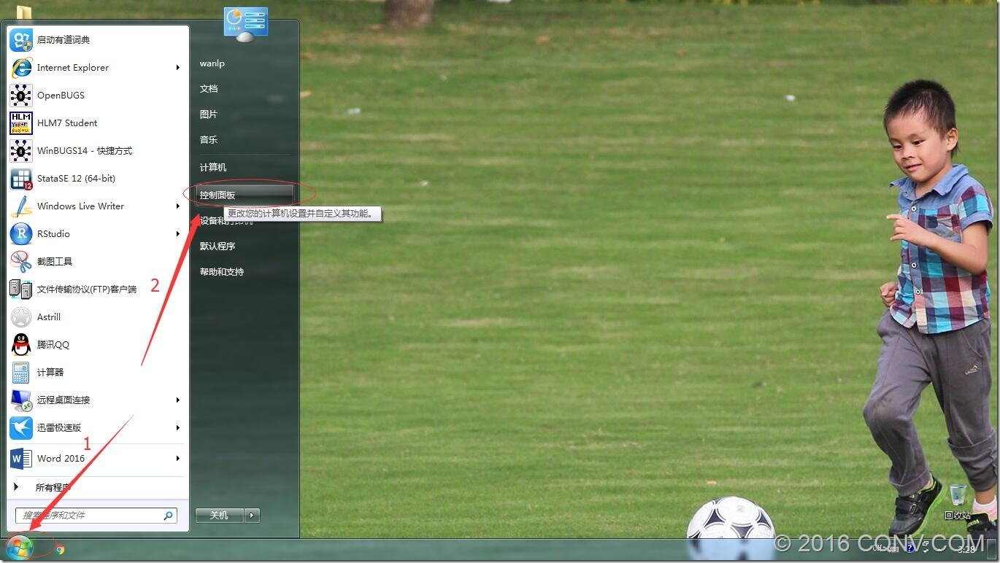 启动有道词典
Internet Explorer
OpenBUGS
HLM
HLM7 Student
WinBUGS14 - 快捷方式
12
StataSE 12 (64-bit)
Windows Live Writer
R
RStudio
截图工具
文件传输协议(FTP)客户端
Astrill
腾讯QQ
计算器
远程桌面连接
迅雷极速版
W
Word 2016
所有程序
搜索程序和文件
wanlp
文档
图片
音乐
计算机
控制面板
更改您的计算机设置并自定义其功能。
设备和打印机
默认程序
帮助和支持
关机
2
1
回收站
CH
3:28
© 2016 CONV.COM